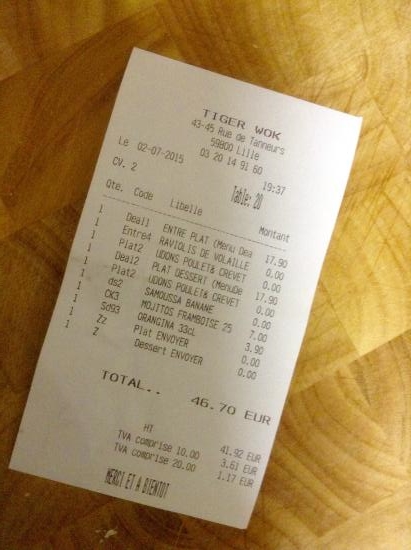 TIGER WOK
43-45 Rue de Tanneurs
59800 Lille
Le 02-07-2015 03 20 14 91 60
19:37
CV. 2 Table: 20
Qte. Code Libelle Montant
1 Deal1 ENTRE PLAT (Menu Dea 17.90
1 Entre4 RAVIOLIS DE VOLAILLE 0.00
1 Plat2 UDONS POULET& CREVET 0.00
1 Deal2 PLAT DESSERT (MenuDe 17.90
1 Plat2 UDONS POULET& CREVET 0.00
1 ds2 SAMOUSSA BANANE 0.00
1 CK3 MOJITOS FRAMBOISE 25 7.00
1 Sd93 ORANGINA 33cL 3.90
1 Zz Plat ENVOYER 0.00
1 Z Dessert ENVOYER 0.00
TOTAL.. 46.70 EUR
HT 41.92 EUR
TVA comprise 10.00 3.61 EUR
TVA comprise 20.00 1.17 EUR
MERCI ET A BIENTOT